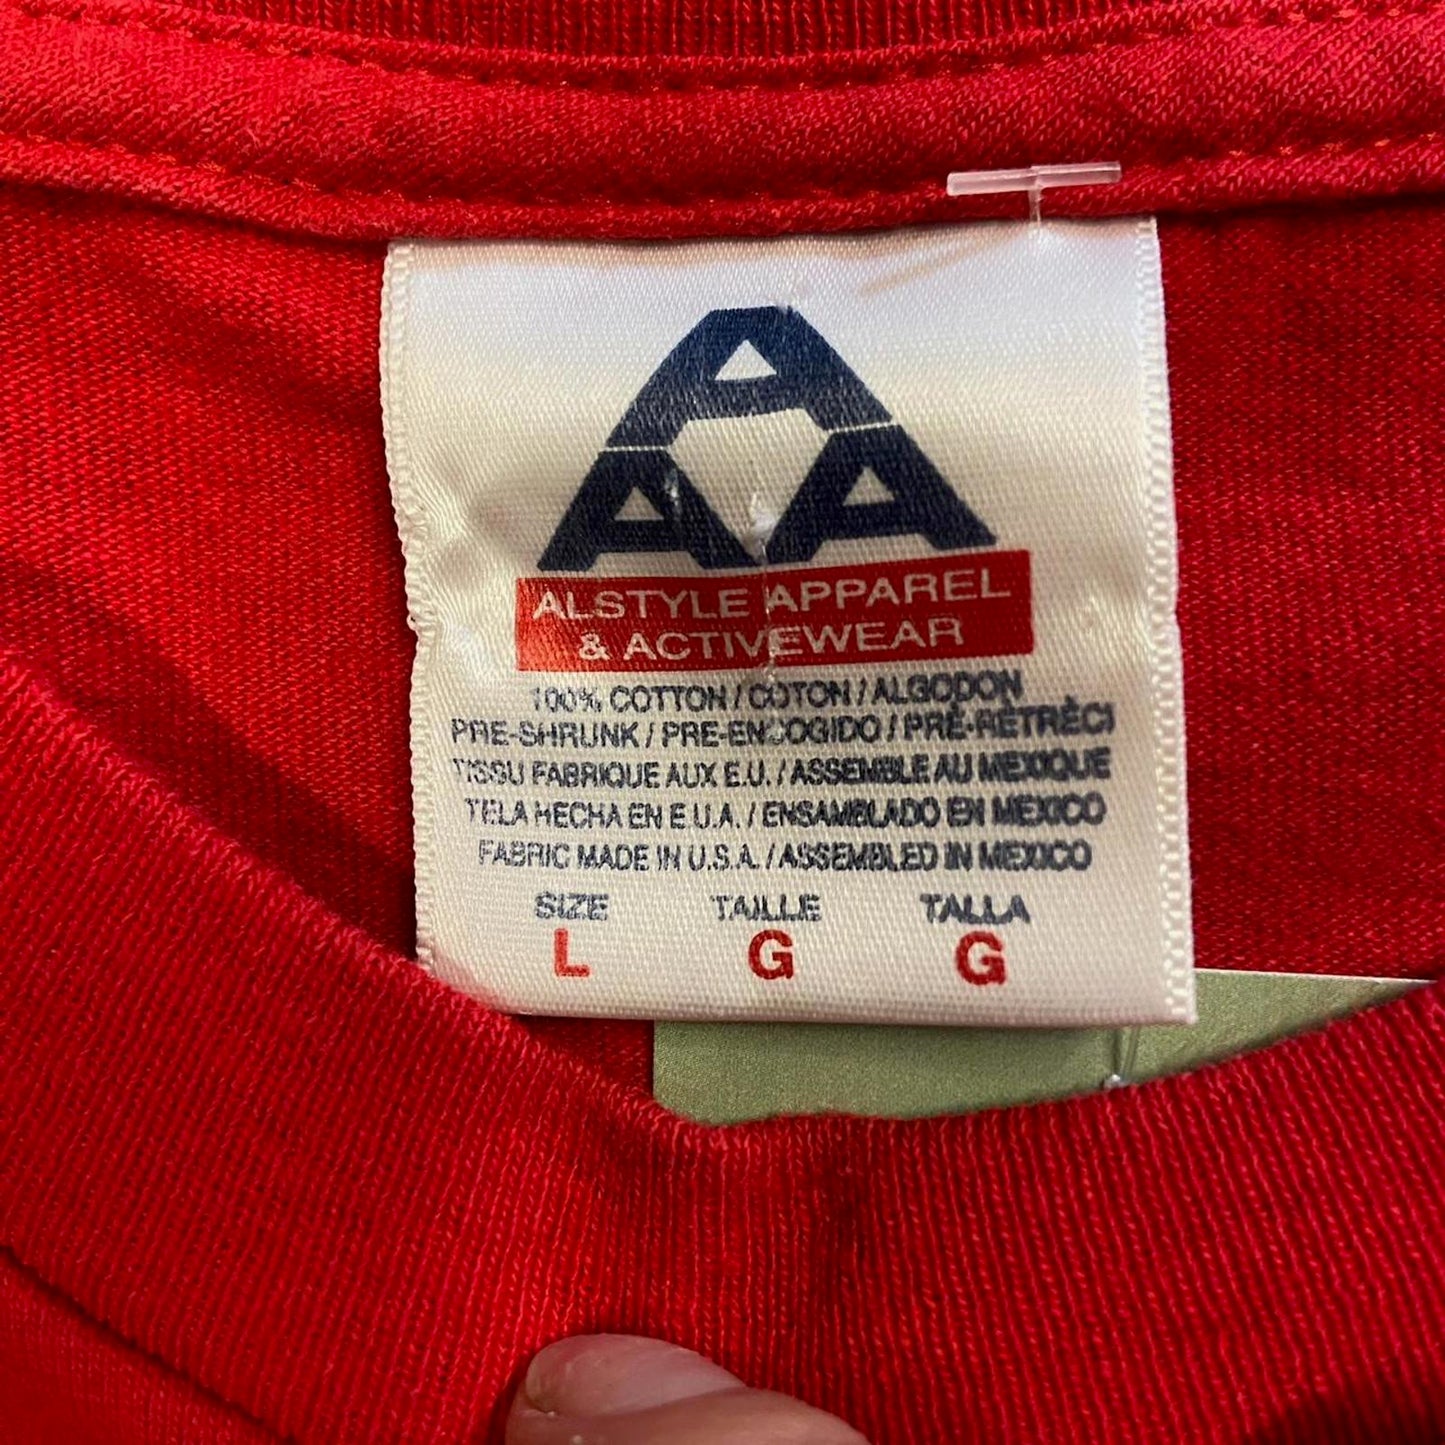 A
A A
ALSTYLE APPAREL
& ACTIVEWEAR
100% COTTON / COTON / ALGODON
PRE-SHRUNK / PRE-ENCOGIDO / PRÉ-RÉTRÉCI
TISSU FABRIQUE AUX E.U. / ASSEMBLE AU MEXIQUE
TELA HECHA EN E.U.A. / ENSAMBLADO EN MEXICO
FABRIC MADE IN U.S.A. / ASSEMBLED IN MEXICO
SIZE TAILLE TALLA
L G G